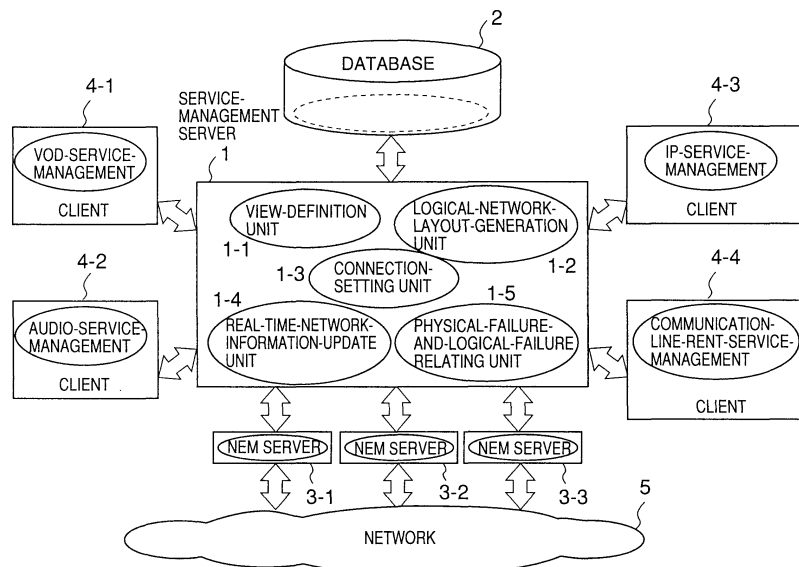 2
DATABASE
4-1
SERVICE-
MANAGEMENT
SERVER
1
4-3
VOD-SERVICE-
MANAGEMENT
CLIENT
IP-SERVICE-
MANAGEMENT
CLIENT
VIEW-DEFINITION
UNIT
1-1
LOGICAL-NETWORK-
LAYOUT-GENERATION
UNIT
1-2
1-3
CONNECTION-
SETTING UNIT
4-2
4-4
1-4
1-5
AUDIO-SERVICE-
MANAGEMENT
CLIENT
REAL-TIME-NETWORK-
INFORMATION-UPDATE
UNIT
PHYSICAL-FAILURE-
AND-LOGICAL-FAILURE
RELATING UNIT
COMMUNICATION-
LINE-RENT-SERVICE-
MANAGEMENT
CLIENT
NEM SERVER
NEM SERVER
NEM SERVER
3-1
3-2
3-3
5
NETWORK